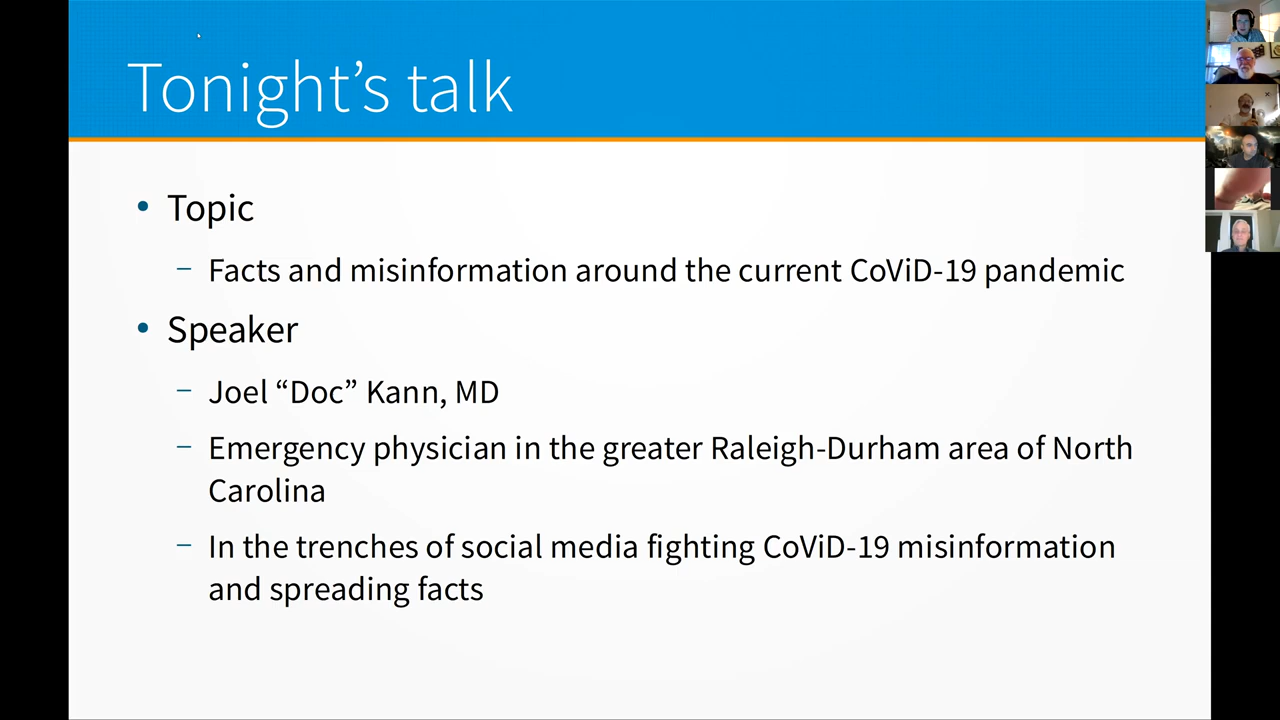 Tonight’s talk
• Topic
– Facts and misinformation around the current CoViD-19 pandemic
• Speaker
– Joel “Doc” Kann, MD
– Emergency physician in the greater Raleigh-Durham area of North
Carolina
– In the trenches of social media fighting CoViD-19 misinformation
and spreading facts